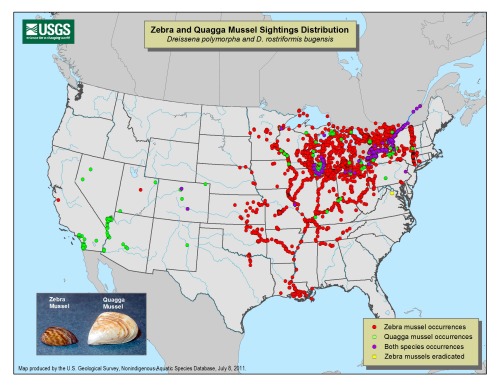 USGS
science for a changing world
Zebra and Quagga Mussel Sightings Distribution
Dreissena polymorpha and D. rostriformis bugensis
Zebra
Mussel
Quagga
Mussel
Zebra mussel occurrences
Quagga mussel occurrences
Both species occurrences
Zebra mussels eradicated
Map produced by the U.S. Geological Survey, Nonindigenous Aquatic Species Database, July 6, 2011.